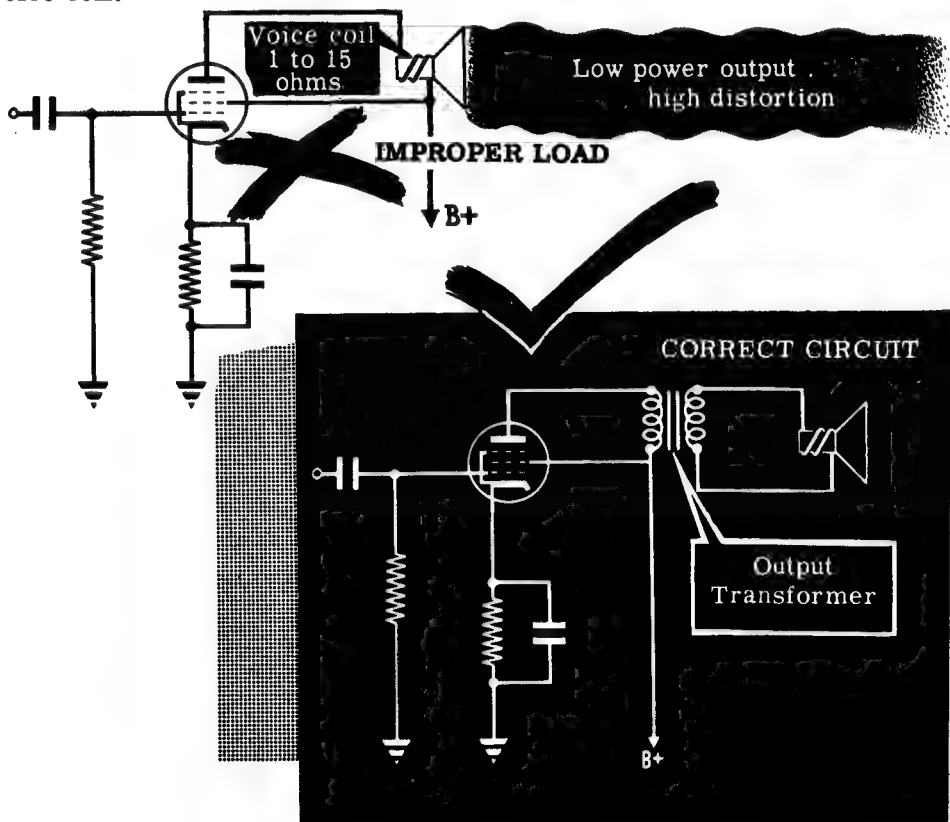 Voice coil
1 to 15
ohms
Low power output .
high distortion
IMPROPER LOAD
B+
CORRECT CIRCUIT
Output
Transformer
B+